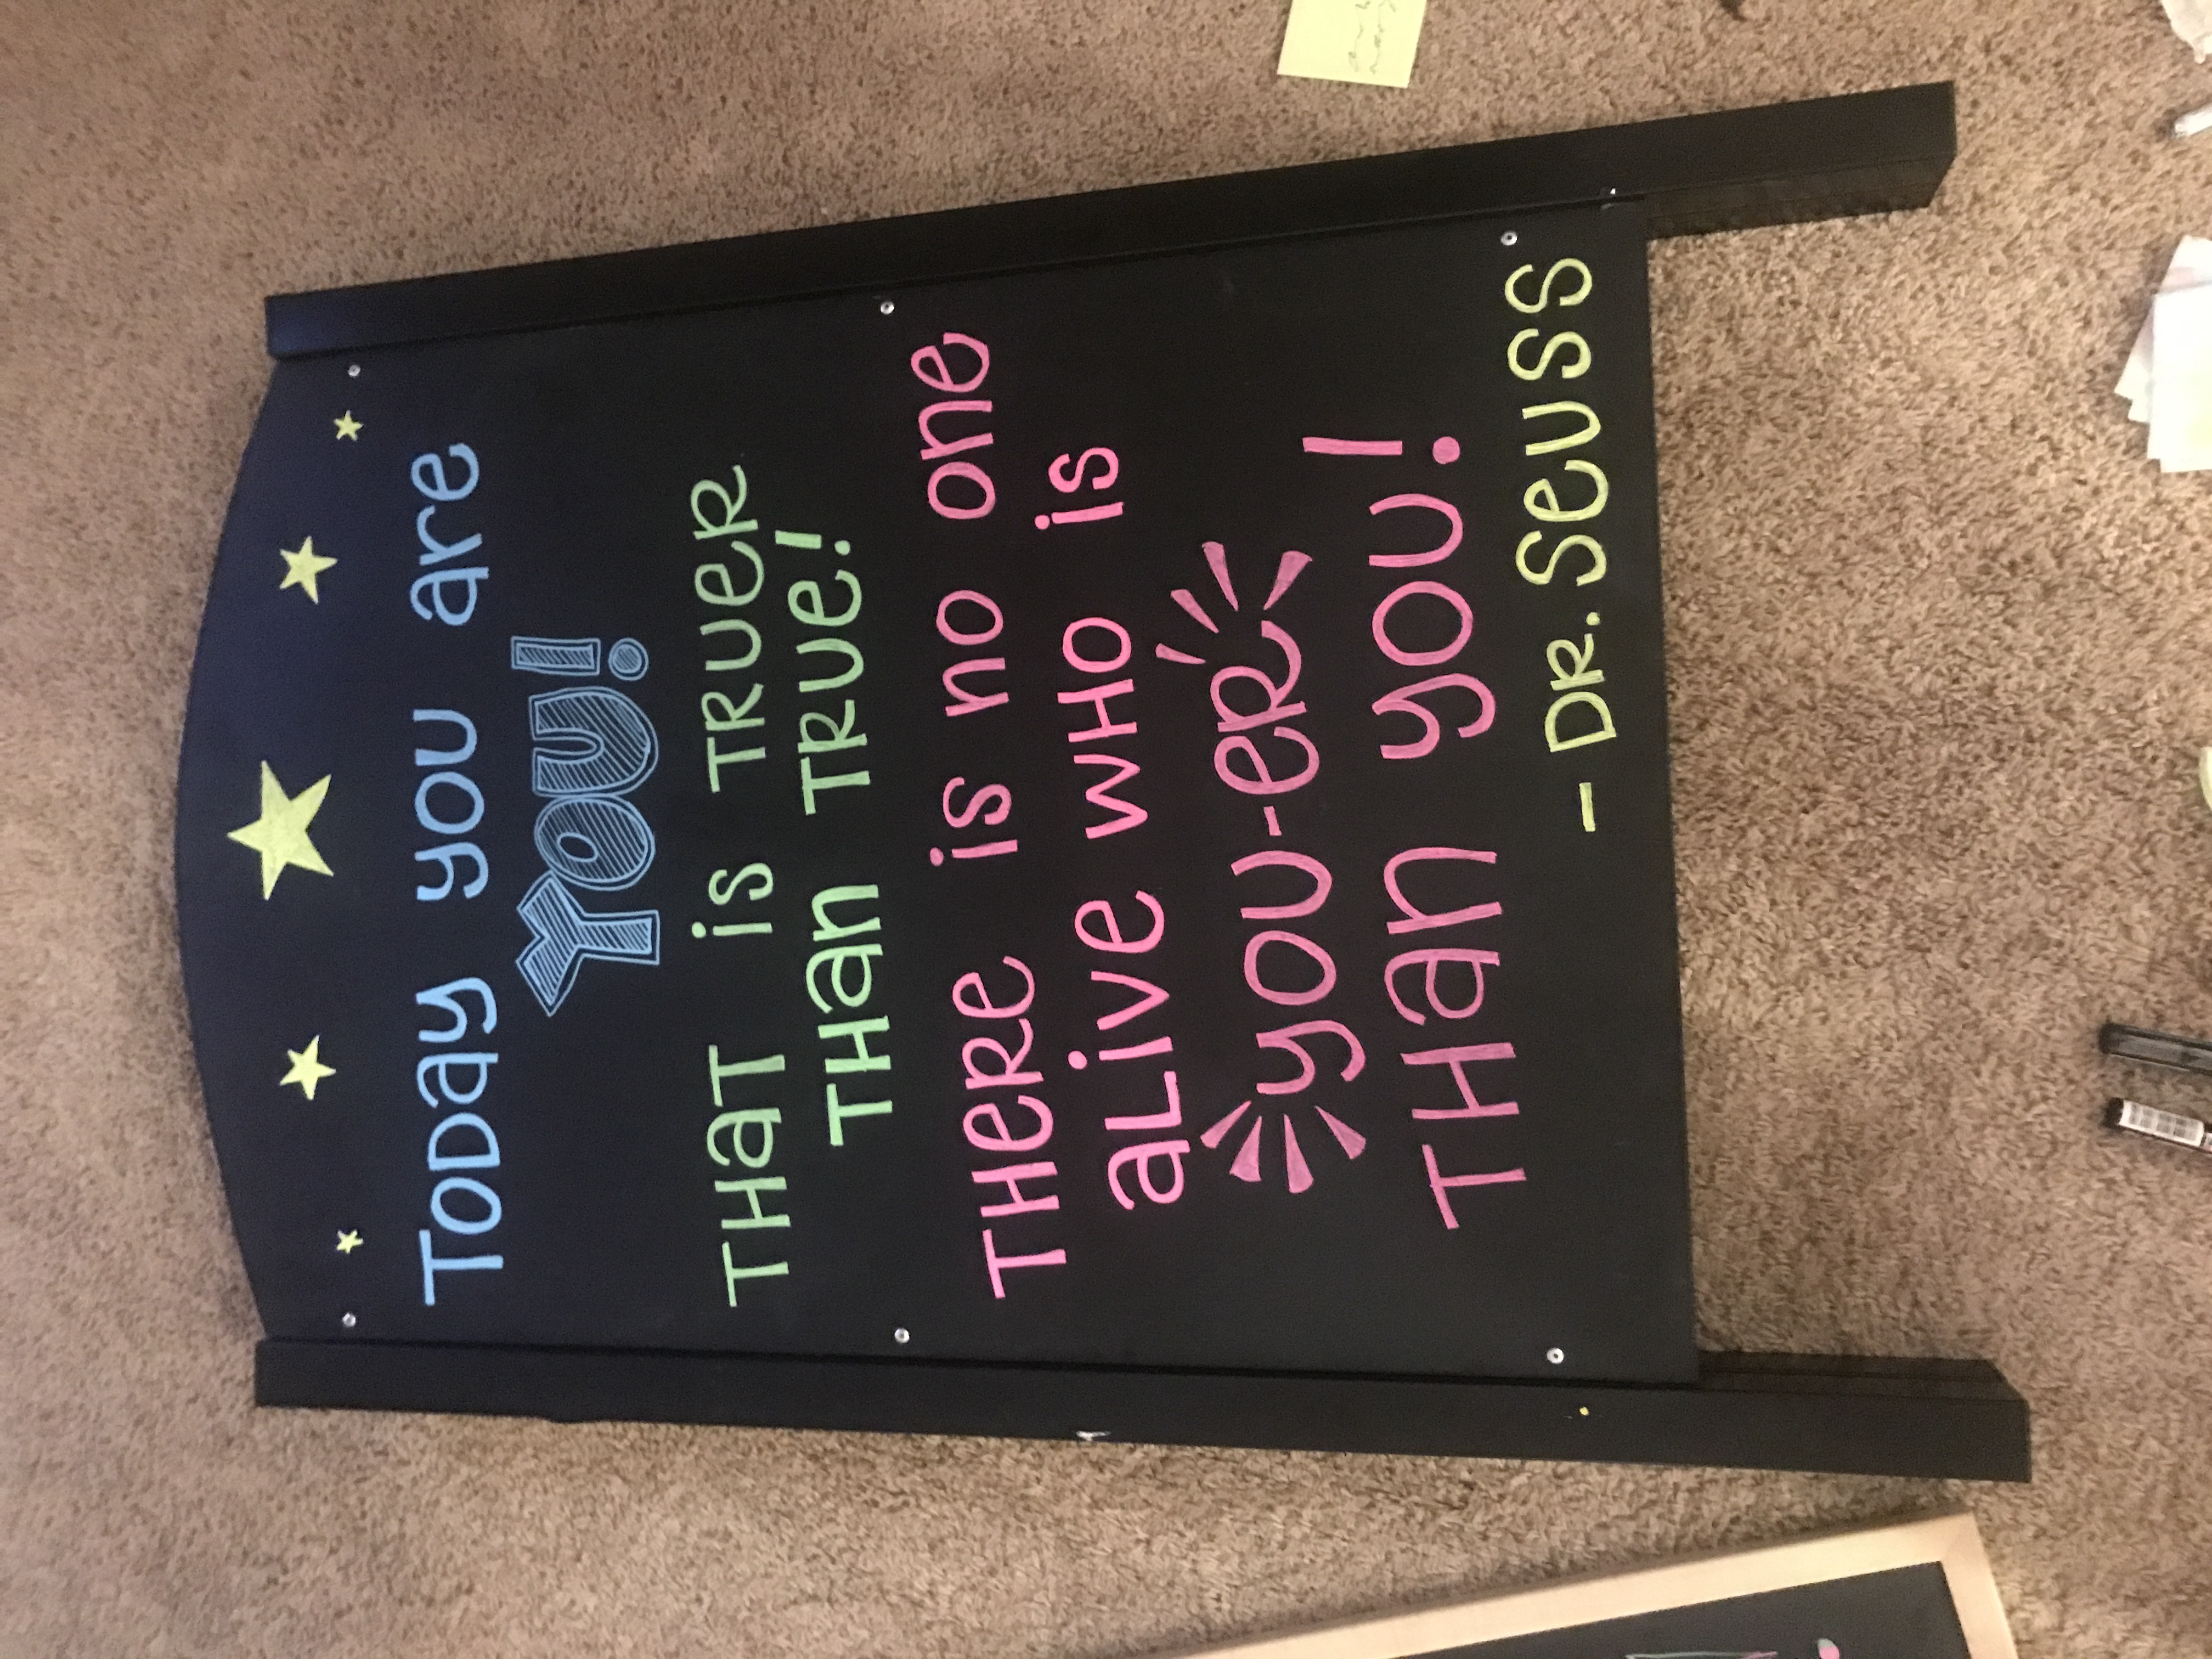 Today you are
YOU!
THaT is TRUER
THan TRUe!
THeRe is no one
aLive WHO is
YOU-eR
THan you!
- DR. Seuss